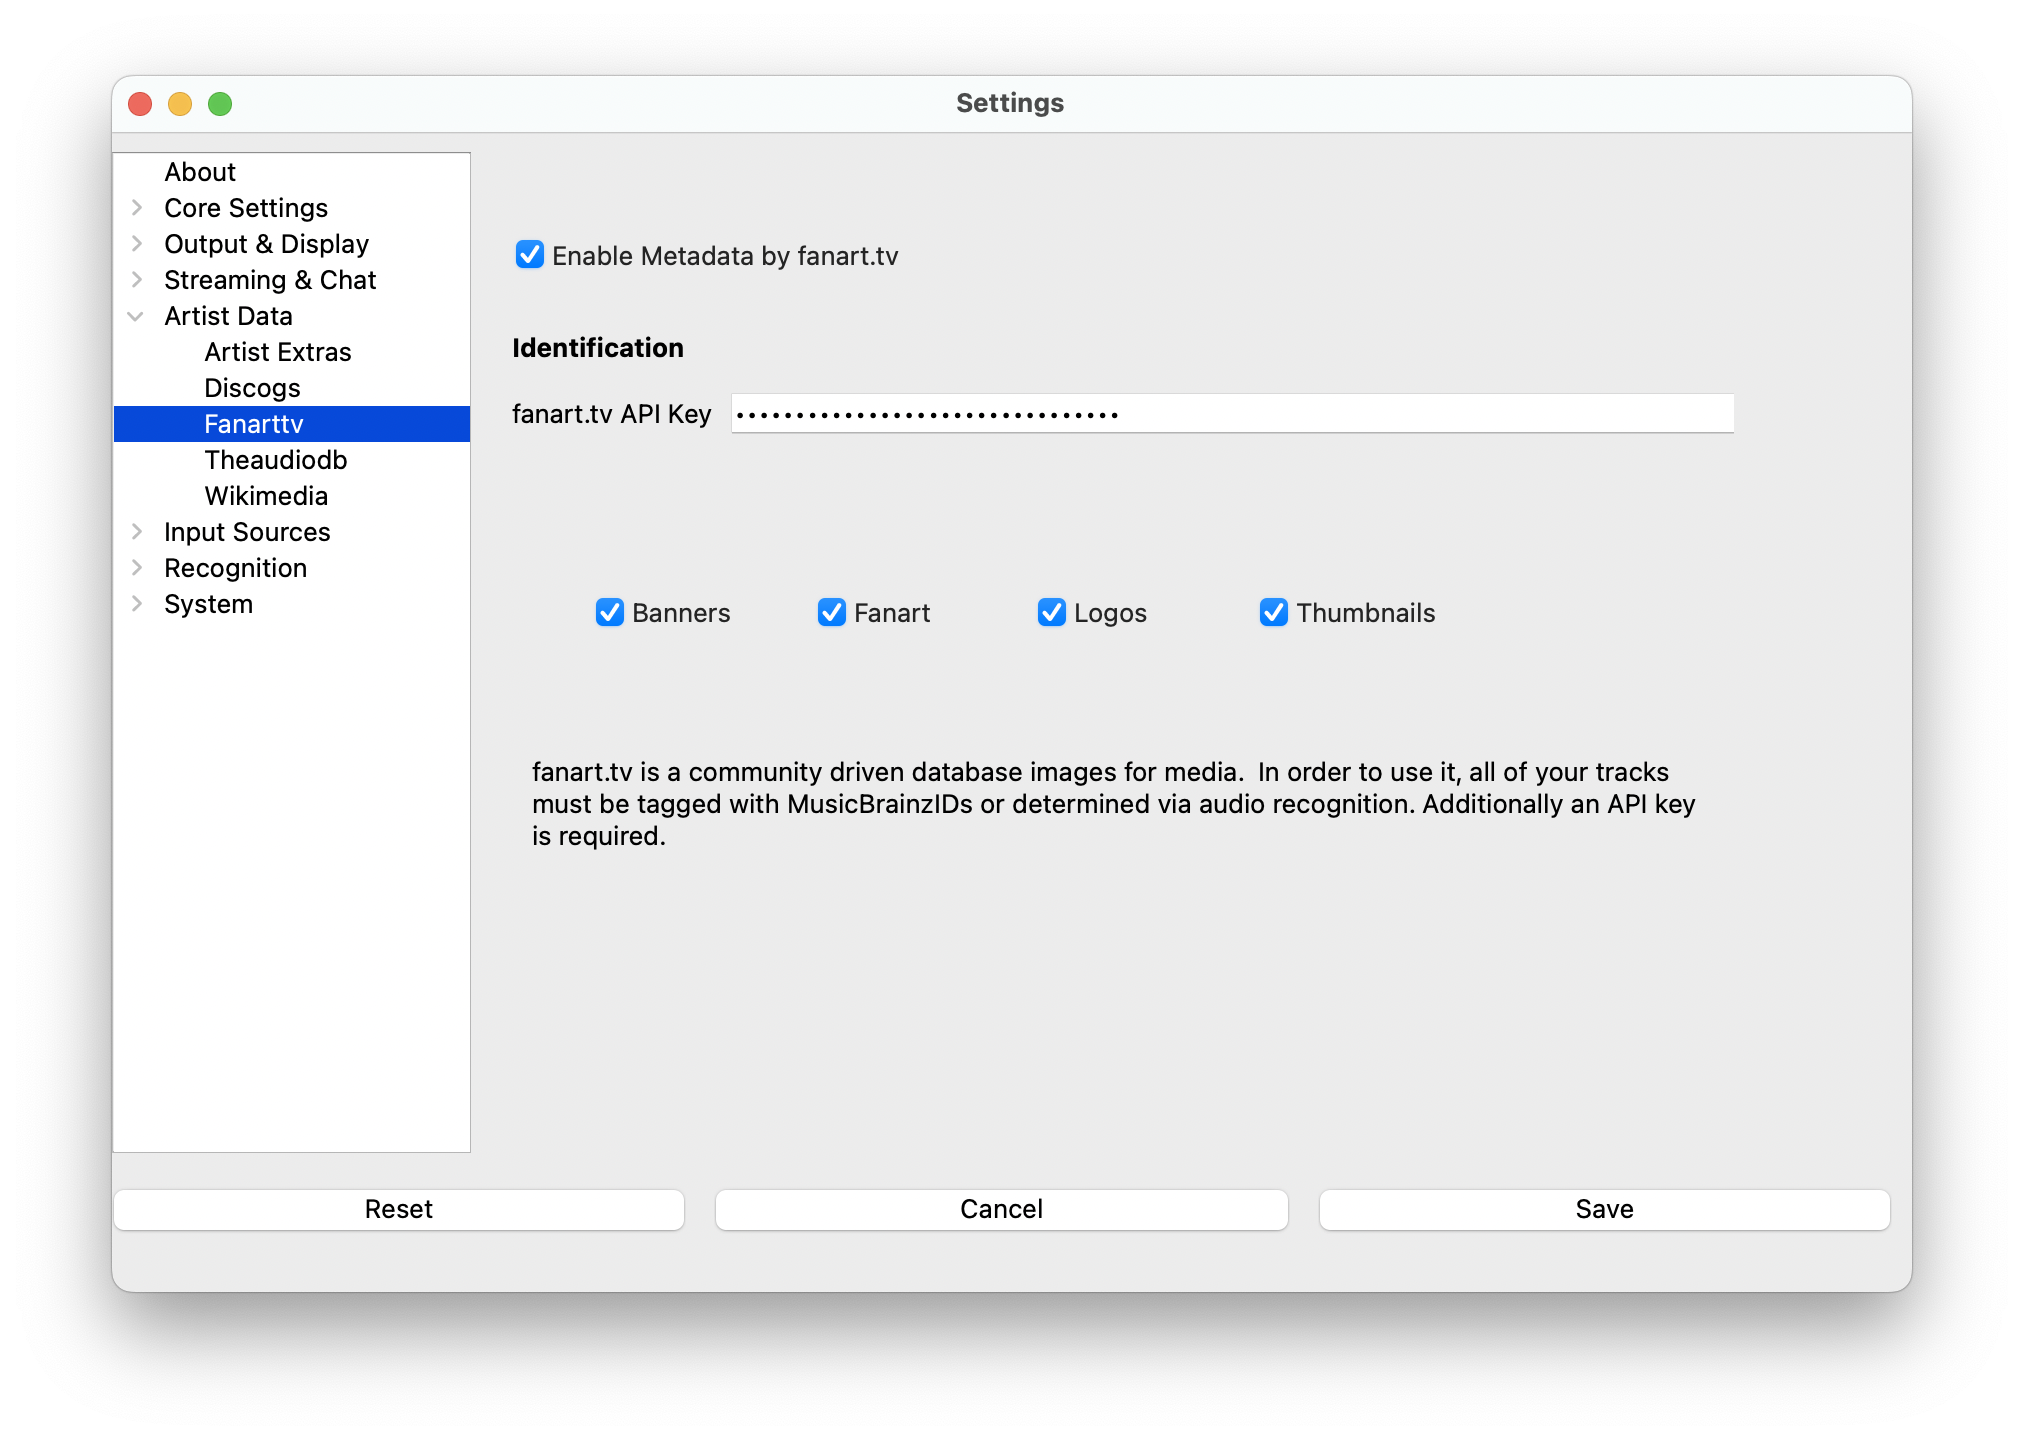 Settings
About
Core Settings
Output & Display
Streaming & Chat
Artist Data
Artist Extras
Discogs
Fanarttv
Theaudiodb
Wikimedia
Input Sources
Recognition
System
Enable Metadata by fanart.tv
Identification
fanart.tv API Key ••••••••••••••••••••••••••••••••
Banners Fanart Logos Thumbnails
fanart.tv is a community driven database images for media.  In order to use it, all of your tracks
must be tagged with MusicBrainzIDs or determined via audio recognition. Additionally an API key
is required.
Reset Cancel Save